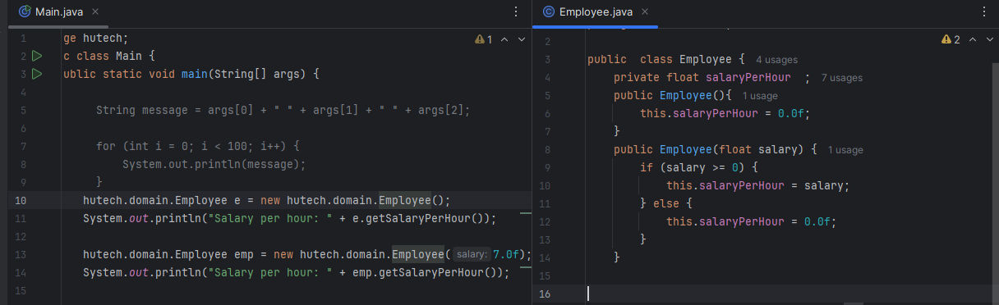 Main.java
1 ge hutech; 1
2 c class Main {
3 ublic static void main(String[] args) {
4
5 String message = args[0] + " " + args[1] + " " + args[2];
6
7 for (int i = 0; i < 100; i++) {
8 System.out.println(message);
9 }
10 hutech.domain.Employee e = new hutech.domain.Employee();
11 System.out.println("Salary per hour: " + e.getSalaryPerHour());
12
13 hutech.domain.Employee emp = new hutech.domain.Employee( salary: 7.0f);
14 System.out.println("Salary per hour: " + emp.getSalaryPerHour());
15
Employee.java
2 2
3 public class Employee { 4 usages
4 private float salaryPerHour ; 7 usages
5 public Employee(){ 1 usage
6 this.salaryPerHour = 0.0f;
7 }
8 public Employee(float salary) { 1 usage
9 if (salary >= 0) {
10 this.salaryPerHour = salary;
11 } else {
12 this.salaryPerHour = 0.0f;
13 }
14 }
15
16